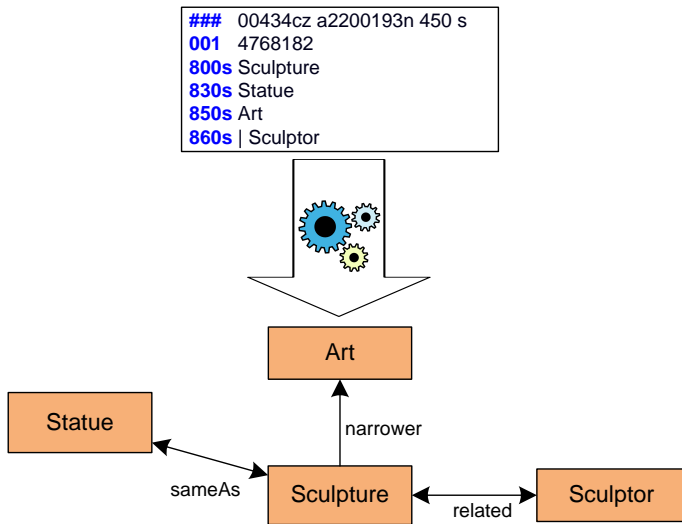 ### 00434cz a2200193n 450 s
001 4768182
800s Sculpture
830s Statue
850s Art
860s | Sculptor
Art
Statue
narrower
sameAs
Sculpture
related
Sculptor